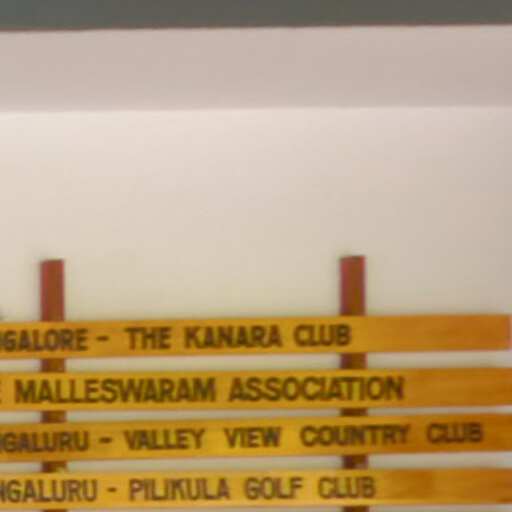 GALORE - THE KANARA CLUB
MALLESWARAM ASSOCIATION
GALURU - VALLEY VIEW COUNTRY CLUB
NGALURU - PILIKULA GOLF CLUB